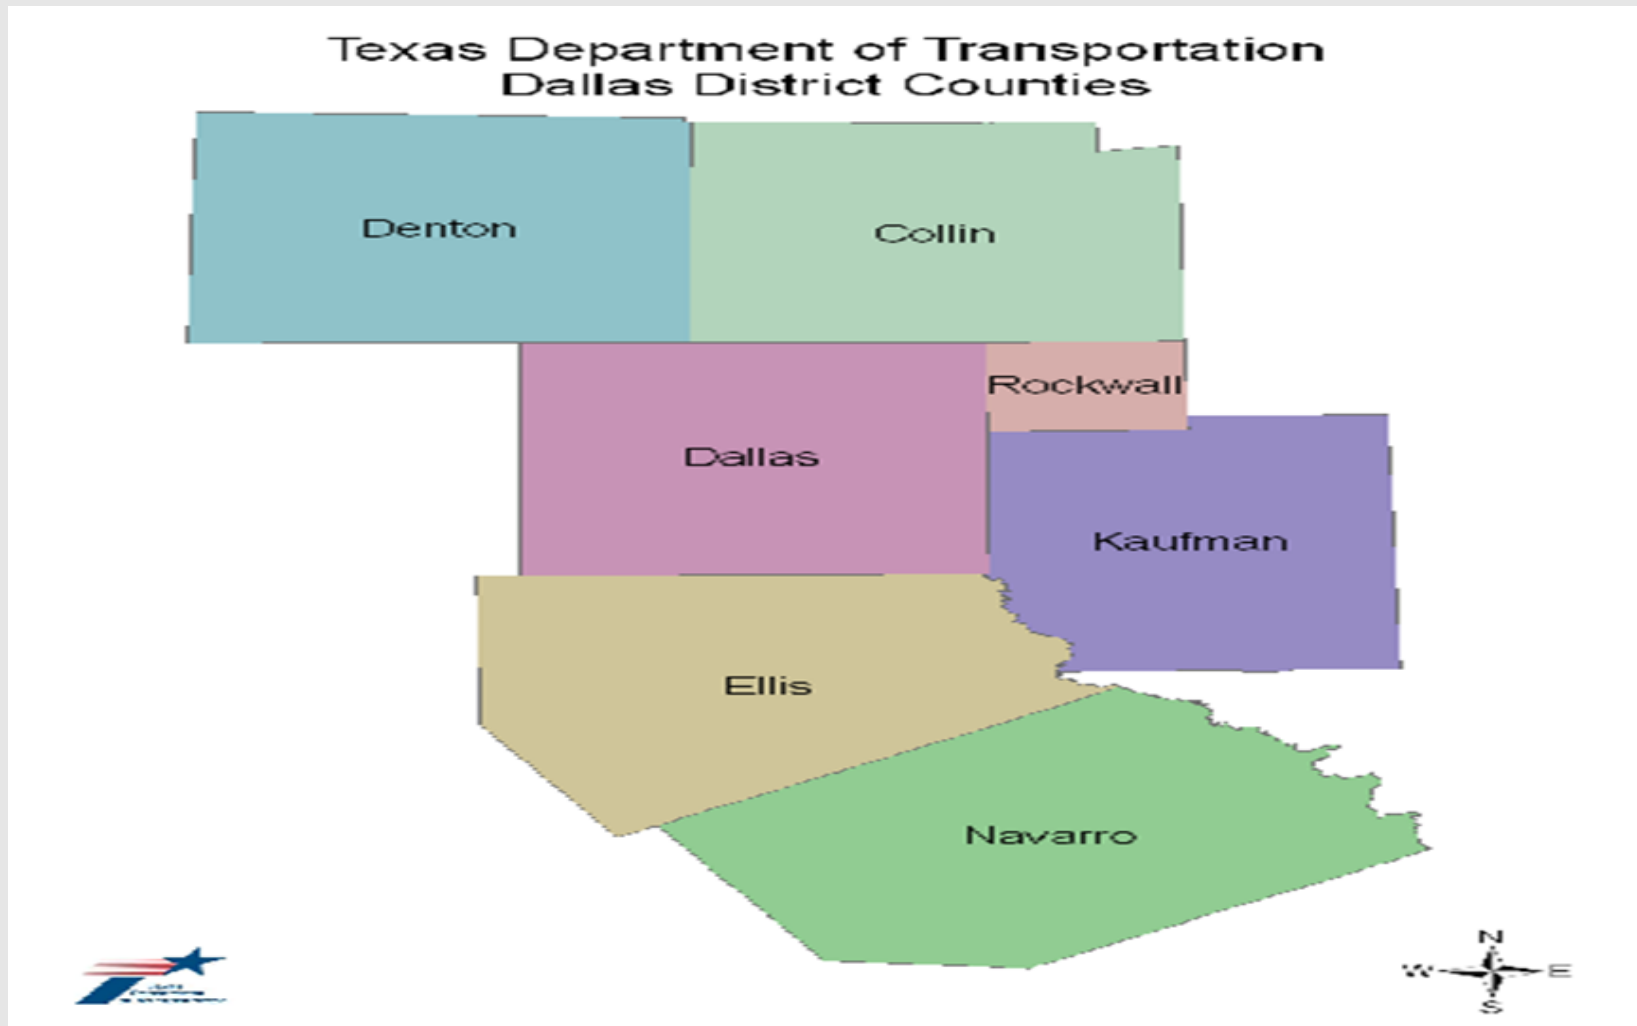 Texas Department of Transportation
Dallas District Counties
Denton
Collin
Rockwall
Dallas
Kaufman
Ellis
Navarro
N
W E
S